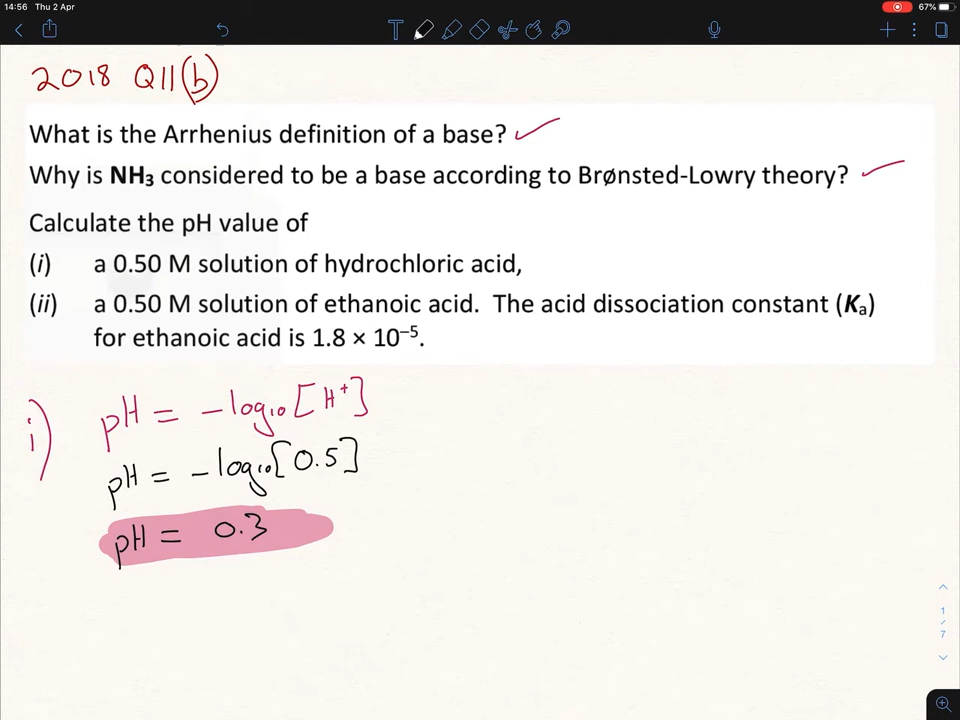 14:56 Thu 2 Apr
67%
2018 Q11(b)
What is the Arrhenius definition of a base?
Why is NH₃ considered to be a base according to Brønsted-Lowry theory?
Calculate the pH value of
(i) a 0.50 M solution of hydrochloric acid,
(ii) a 0.50 M solution of ethanoic acid. The acid dissociation constant (Kₐ)
for ethanoic acid is 1.8 × 10⁻⁵.
i) pH = -log₁₀[H⁺]
pH = -log₁₀[0.5]
pH = 0.3
1
/
7